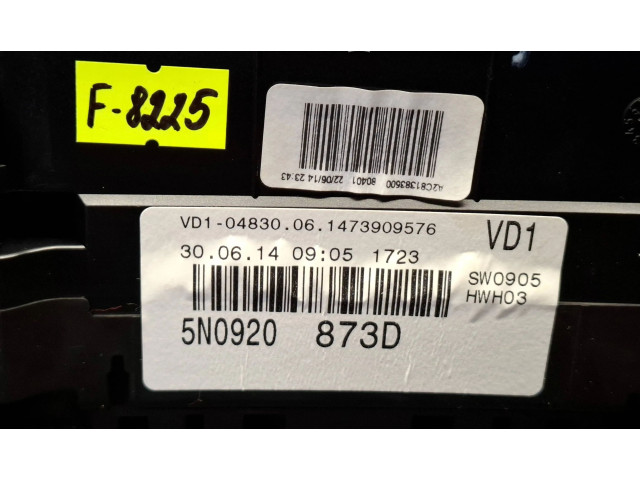 F-8225
A2C81383500
80401
22/06/14 23:43
VD1-04830.06.1473909576
VD1
30.06.14 09:05 1723
SW0905
HWH03
5N0920 873D